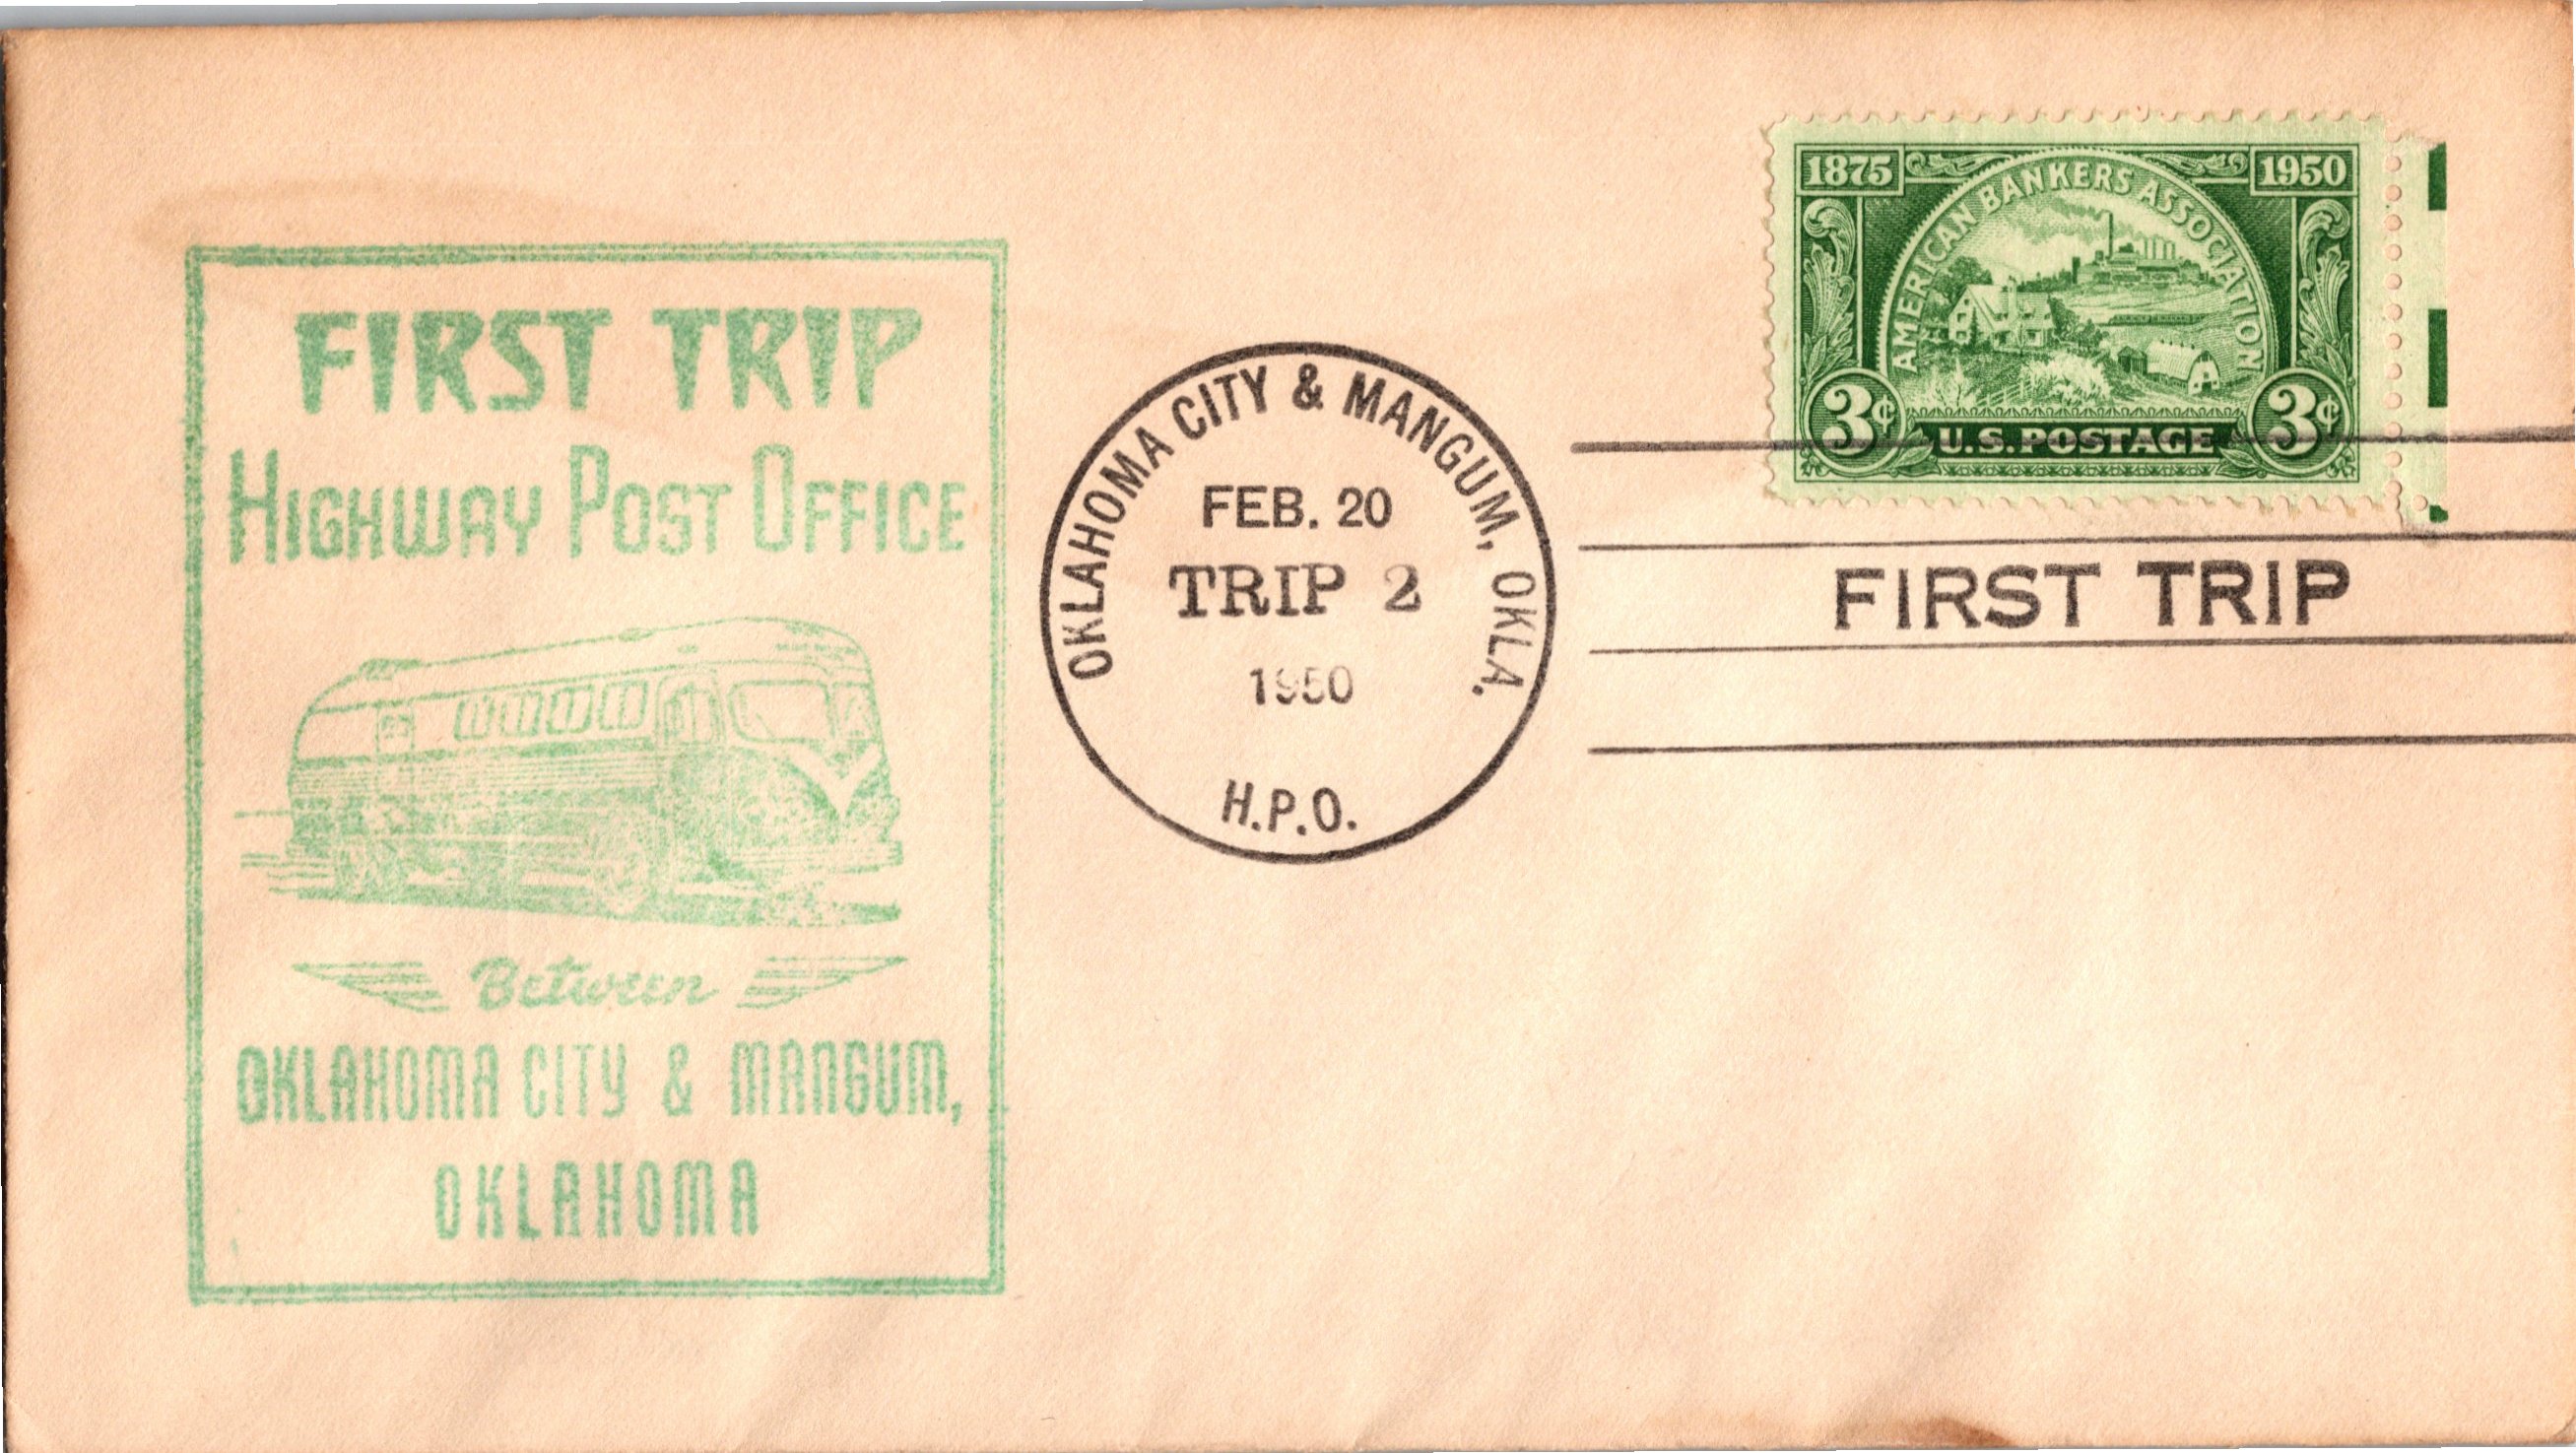 FIRST TRIP
HIGHWAY POST OFFICE
Between
OKLAHOMA CITY & MANGUM,
OKLAHOMA
OKLAHOMA CITY & MANGUM, OKLA.
FEB. 20
TRIP 2
1950
H.P.O.
1875 1950
AMERICAN BANKERS ASSOCIATION
3¢ U.S. POSTAGE 3¢
FIRST TRIP